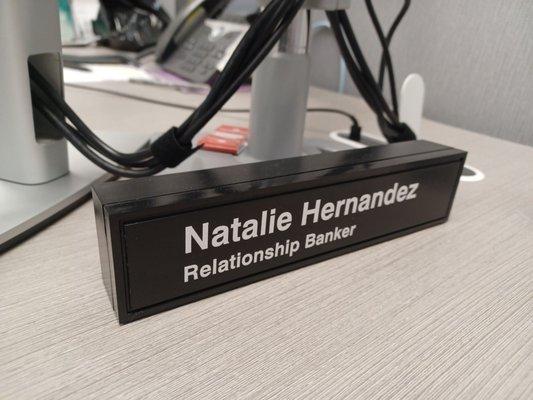 Natalie Hernandez
Relationship Banker